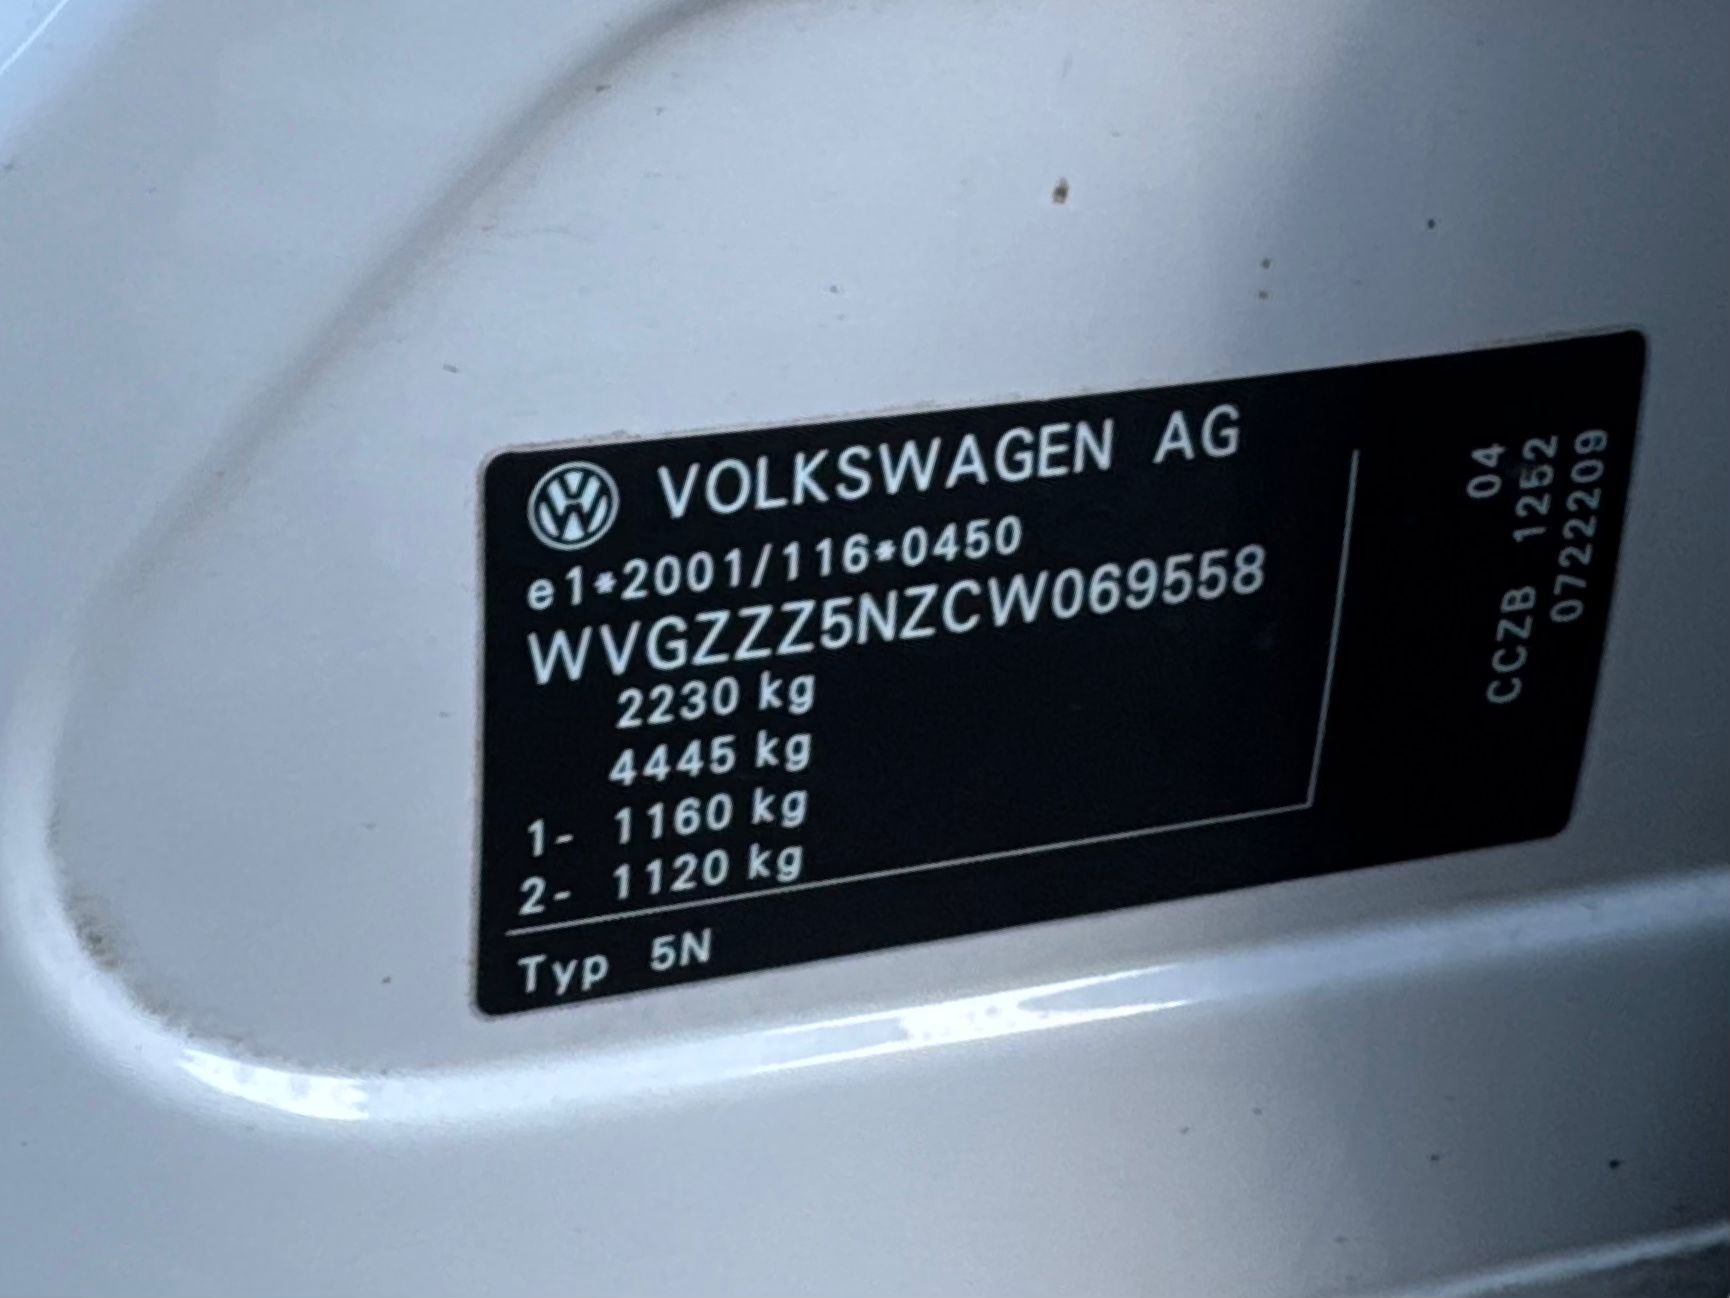 VOLKSWAGEN AG
e1*2001/116*0450
WVGZZZ5NZCW069558
2230 kg
4445 kg
1- 1160 kg
2- 1120 kg
Typ 5N
04
CCZB 1252
0722209